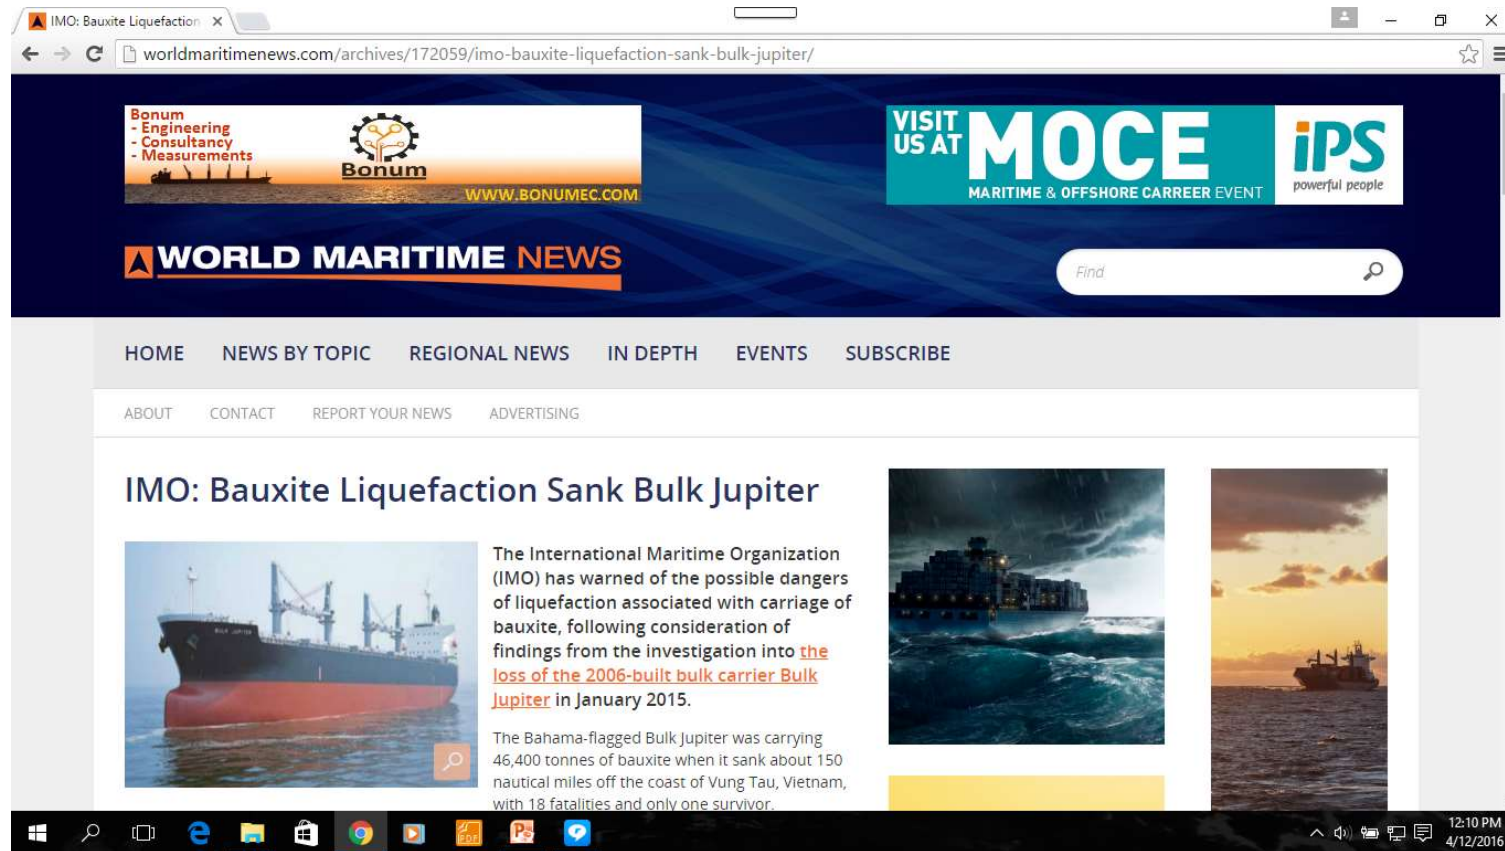 IMO: Bauxite Liquefaction
worldmaritimenews.com/archives/172059/imo-bauxite-liquefaction-sank-bulk-jupiter/
Bonum
- Engineering
- Consultancy
- Measurements
Bonum
WWW.BONUMEC.COM
VISIT
US AT
MOCE
MARITIME & OFFSHORE CARREER EVENT
iPS
powerful people
WORLD MARITIME NEWS
Find
HOME NEWS BY TOPIC REGIONAL NEWS IN DEPTH EVENTS SUBSCRIBE
ABOUT CONTACT REPORT YOUR NEWS ADVERTISING
IMO: Bauxite Liquefaction Sank Bulk Jupiter
BULK JUPITER
The International Maritime Organization
(IMO) has warned of the possible dangers
of liquefaction associated with carriage of
bauxite, following consideration of
findings from the investigation into the
loss of the 2006-built bulk carrier Bulk
Jupiter in January 2015.
The Bahama-flagged Bulk Jupiter was carrying
46,400 tonnes of bauxite when it sank about 150
nautical miles off the coast of Vung Tau, Vietnam,
with 18 fatalities and only one survivor.
PDF
12:10 PM
4/12/2016